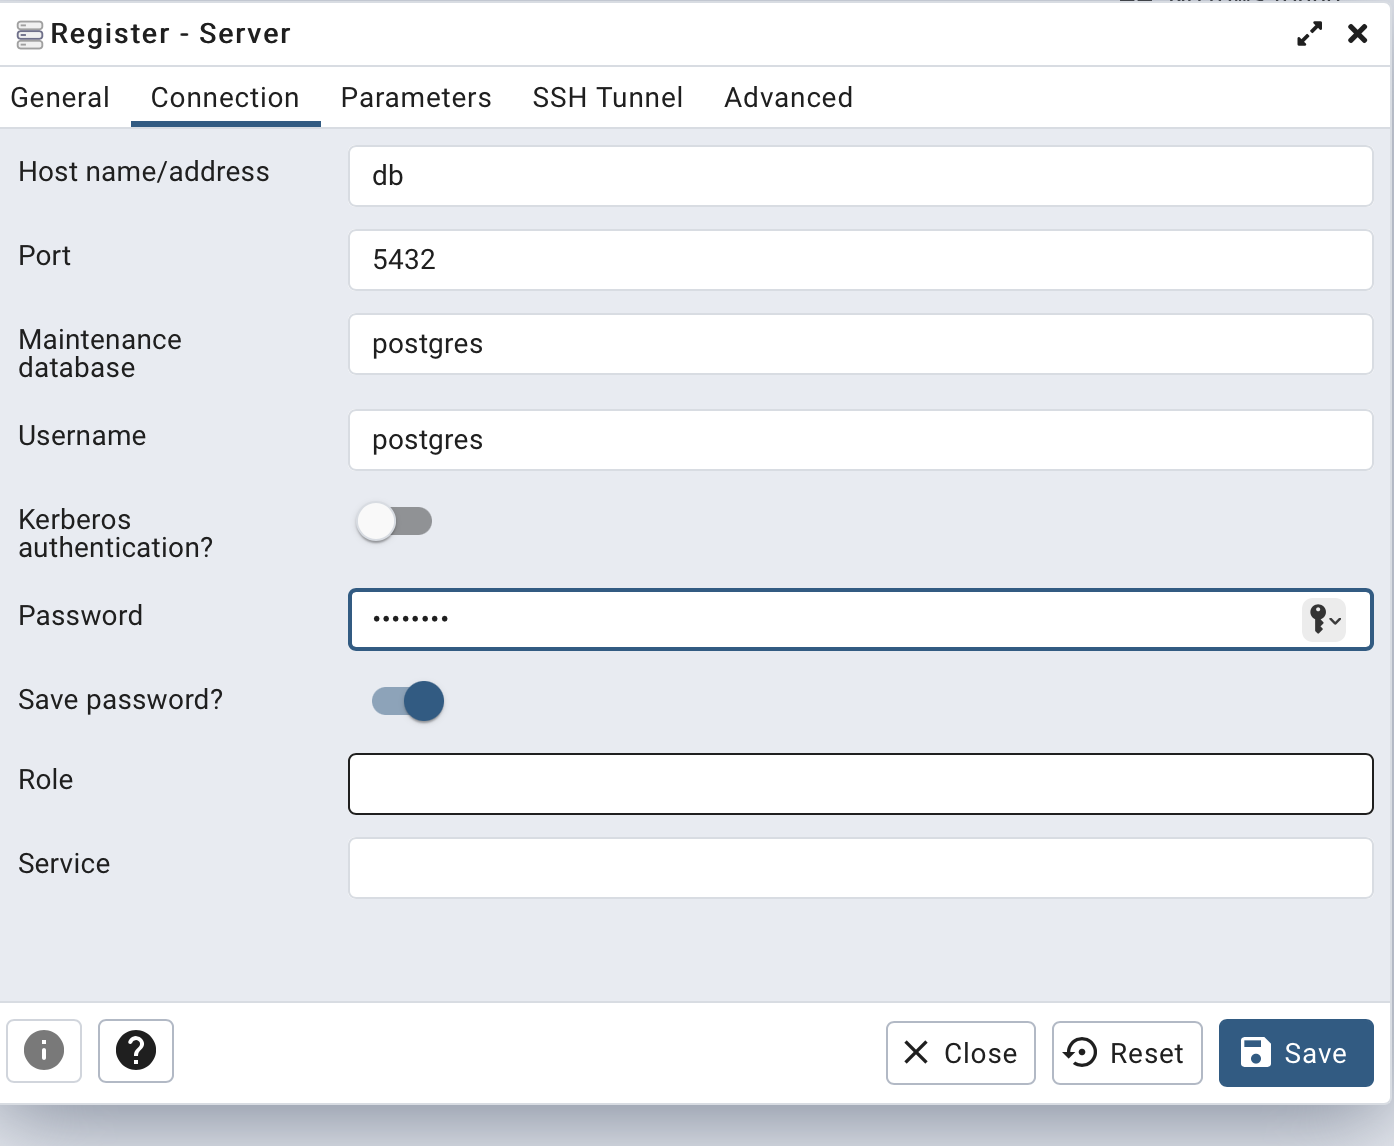 Register - Server
General Connection Parameters SSH Tunnel Advanced
Host name/address
db
Port
5432
Maintenance
database
postgres
Username
postgres
Kerberos
authentication?
Password
••••••••
Save password?
Role
Service
Close Reset Save